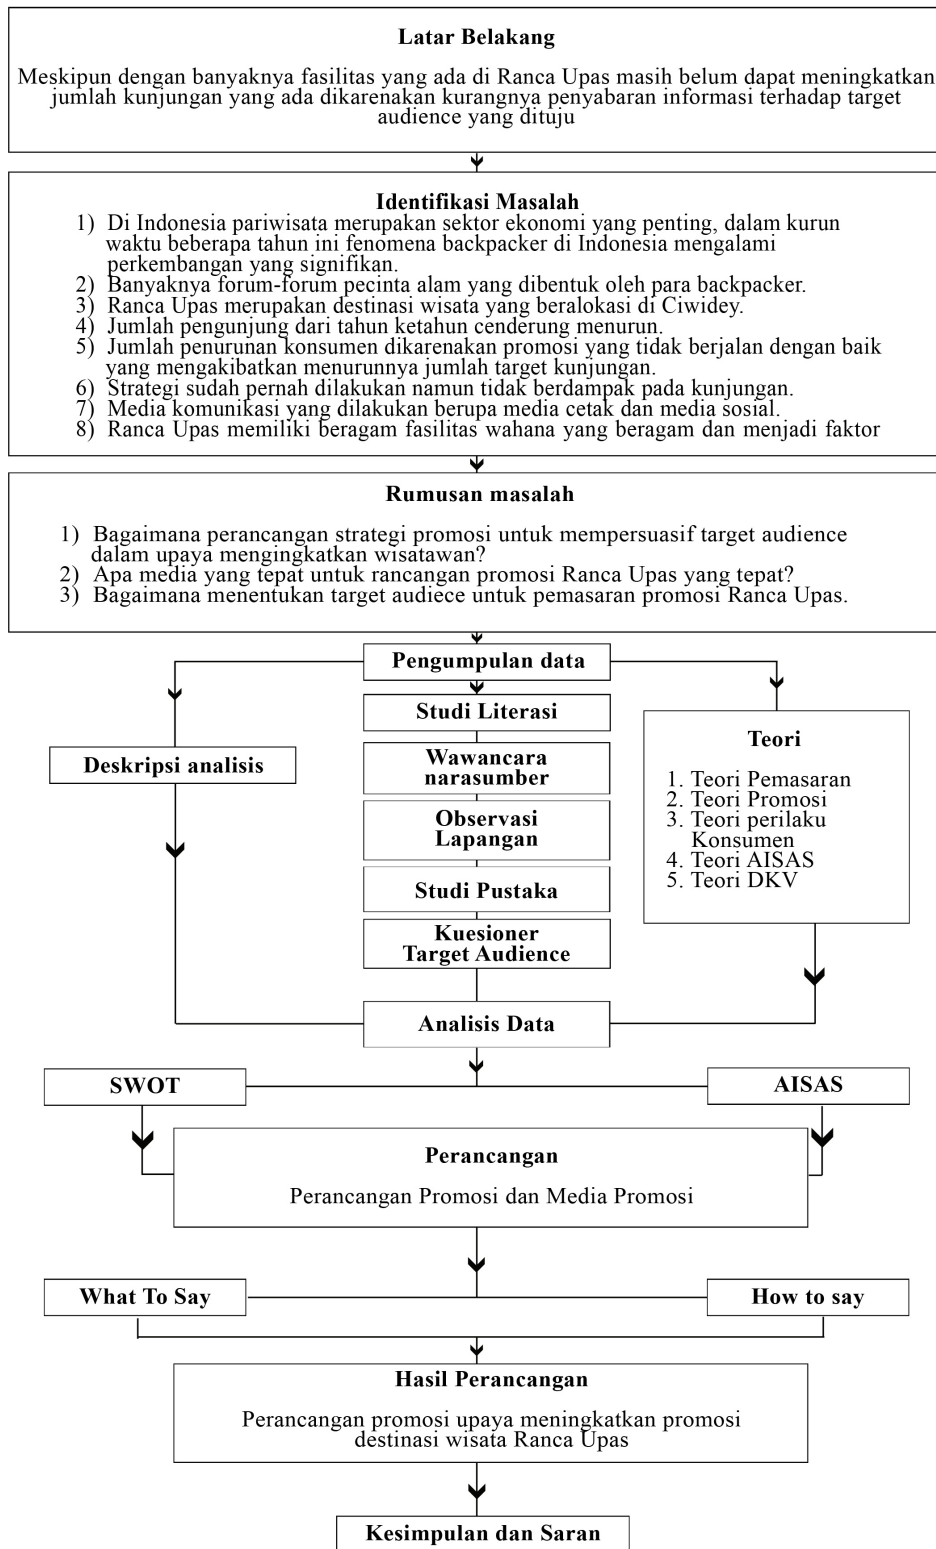 Latar Belakang
Meskipun dengan banyaknya fasilitas yang ada di Ranca Upas masih belum dapat meningkatkan
jumlah kunjungan yang ada dikarenakan kurangnya penyabaran informasi terhadap target
audience yang dituju
Identifikasi Masalah
1) Di Indonesia pariwisata merupakan sektor ekonomi yang penting, dalam kurun
waktu beberapa tahun ini fenomena backpacker di Indonesia mengalami
perkembangan yang signifikan.
2) Banyaknya forum-forum pecinta alam yang dibentuk oleh para backpacker.
3) Ranca Upas merupakan destinasi wisata yang beralokasi di Ciwidey.
4) Jumlah pengunjung dari tahun ketahun cenderung menurun.
5) Jumlah penurunan konsumen dikarenakan promosi yang tidak berjalan dengan baik
yang mengakibatkan menurunnya jumlah target kunjungan.
6) Strategi sudah pernah dilakukan namun tidak berdampak pada kunjungan.
7) Media komunikasi yang dilakukan berupa media cetak dan media sosial.
8) Ranca Upas memiliki beragam fasilitas wahana yang beragam dan menjadi faktor
Rumusan masalah
1) Bagaimana perancangan strategi promosi untuk mempersuasif target audience
dalam upaya mengingkatkan wisatawan?
2) Apa media yang tepat untuk rancangan promosi Ranca Upas yang tepat?
3) Bagaimana menentukan target audiece untuk pemasaran promosi Ranca Upas.
Pengumpulan data
Studi Literasi
Deskripsi analisis
Wawancara
narasumber
Observasi
Lapangan
Studi Pustaka
Kuesioner
Target Audience
Teori
1. Teori Pemasaran
2. Teori Promosi
3. Teori perilaku
Konsumen
4. Teori AISAS
5. Teori DKV
Analisis Data
SWOT
AISAS
Perancangan
Perancangan Promosi dan Media Promosi
What To Say
How to say
Hasil Perancangan
Perancangan promosi upaya meningkatkan promosi
destinasi wisata Ranca Upas
Kesimpulan dan Saran